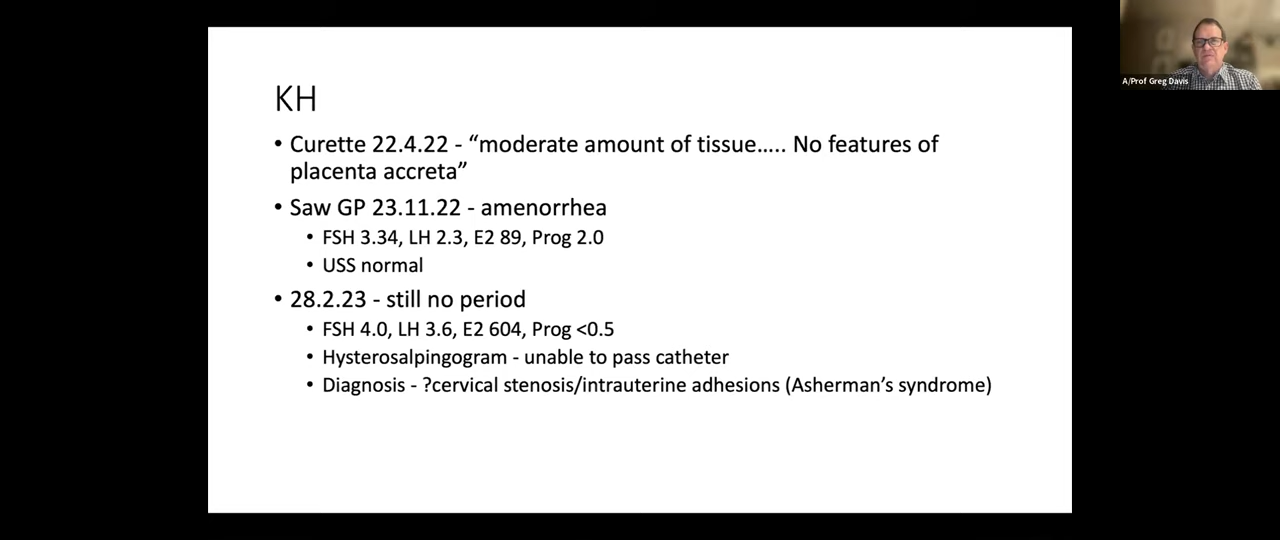 A/Prof Greg Davis
KH
• Curette 22.4.22 - “moderate amount of tissue….. No features of
placenta accreta”
• Saw GP 23.11.22 - amenorrhea
• FSH 3.34, LH 2.3, E2 89, Prog 2.0
• USS normal
• 28.2.23 - still no period
• FSH 4.0, LH 3.6, E2 604, Prog <0.5
• Hysterosalpingogram - unable to pass catheter
• Diagnosis - ?cervical stenosis/intrauterine adhesions (Asherman’s syndrome)